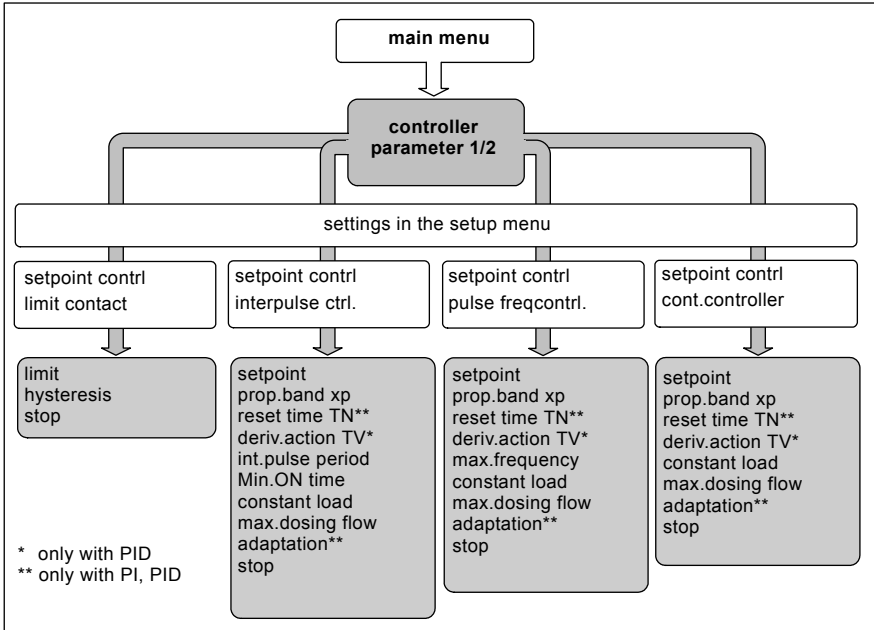 main menu
controller
parameter 1/2
settings in the setup menu
setpoint contrl
limit contact
setpoint contrl
interpulse ctrl.
setpoint contrl
pulse freqcontrl.
setpoint contrl
cont.controller
limit
hysteresis
stop
setpoint
prop.band xp
reset time TN**
deriv.action TV*
int.pulse period
Min.ON time
constant load
max.dosing flow
adaptation**
stop
setpoint
prop.band xp
reset time TN**
deriv.action TV*
max.frequency
constant load
max.dosing flow
adaptation**
stop
setpoint
prop.band xp
reset time TN**
deriv.action TV*
constant load
max.dosing flow
adaptation**
stop
* only with PID
** only with PI, PID